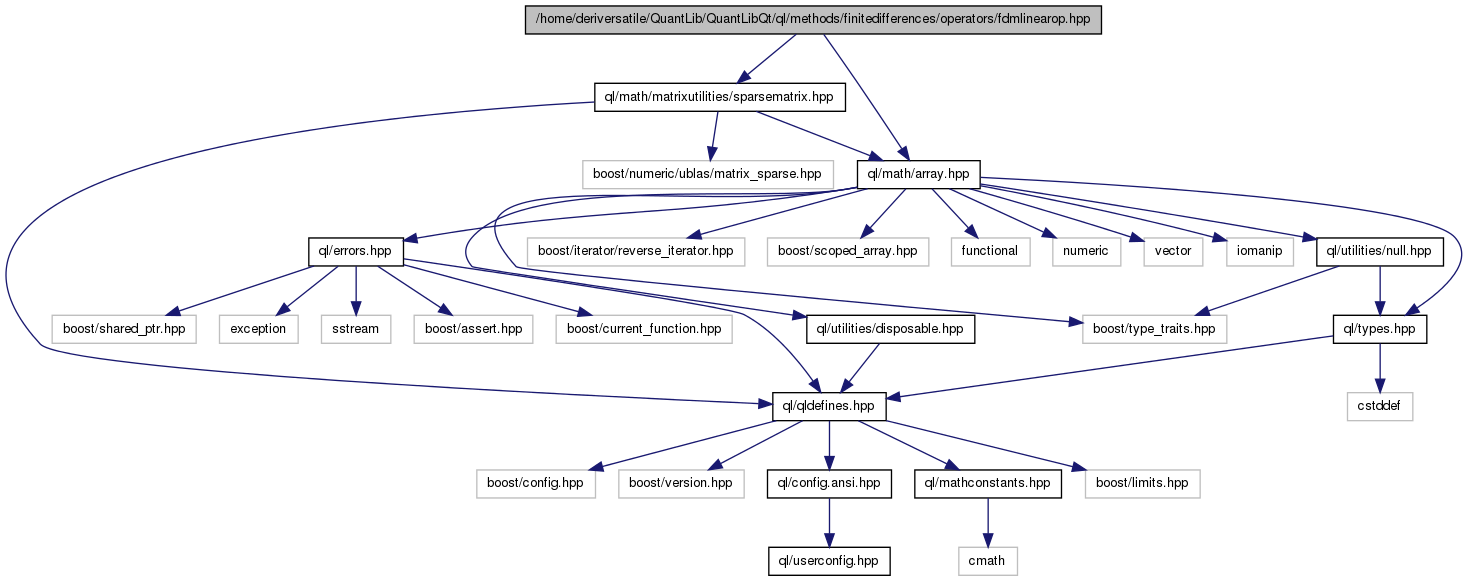 /home/deriversatile/QuantLib/QuantLibQt/ql/methods/finitedifferences/operators/fdmlinearop.hpp
ql/math/matrixutilities/sparsematrix.hpp
boost/numeric/ublas/matrix_sparse.hpp
ql/math/array.hpp
ql/errors.hpp
boost/iterator/reverse_iterator.hpp
boost/scoped_array.hpp
functional
numeric
vector
iomanip
ql/utilities/null.hpp
boost/shared_ptr.hpp
exception
sstream
boost/assert.hpp
boost/current_function.hpp
ql/utilities/disposable.hpp
boost/type_traits.hpp
ql/types.hpp
ql/qldefines.hpp
cstddef
boost/config.hpp
boost/version.hpp
ql/config.ansi.hpp
ql/mathconstants.hpp
boost/limits.hpp
ql/userconfig.hpp
cmath